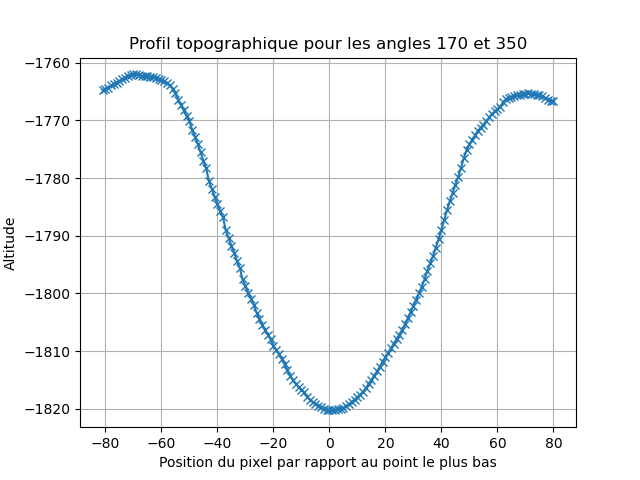 Profil topographique pour les angles 170 et 350
Altitude
−1760
−1770
−1780
−1790
−1800
−1810
−1820
−80 −60 −40 −20 0 20 40 60 80
Position du pixel par rapport au point le plus bas